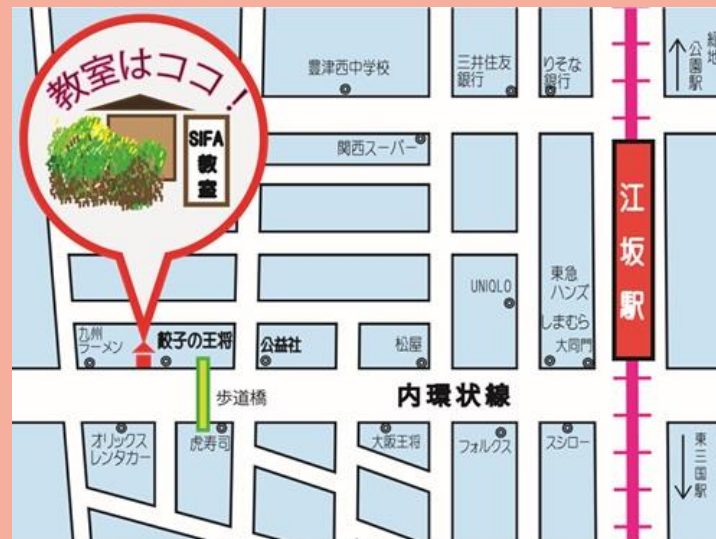 教室はココ！
SIFA
教
室
豊津西中学校
三井住友
銀行
りそな
銀行
緑地
公園駅
関西スーパー
江坂駅
UNIQLO
東急
ハンズ
しまむら
大同門
九州
ラーメン
餃子の王将
公益社
松屋
歩道橋
内環状線
オリックス
レンタカー
虎寿司
大阪王将
フォルクス
スシロー
東三国駅